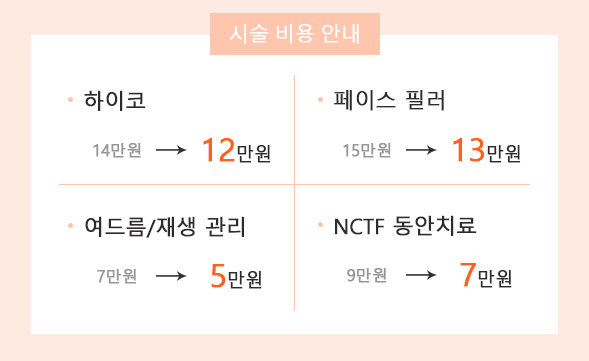 시술 비용 안내
• 하이코
14만원 → 12만원
• 페이스 필러
15만원 → 13만원
• 여드름/재생 관리
7만원 → 5만원
• NCTF 동안치료
9만원 → 7만원